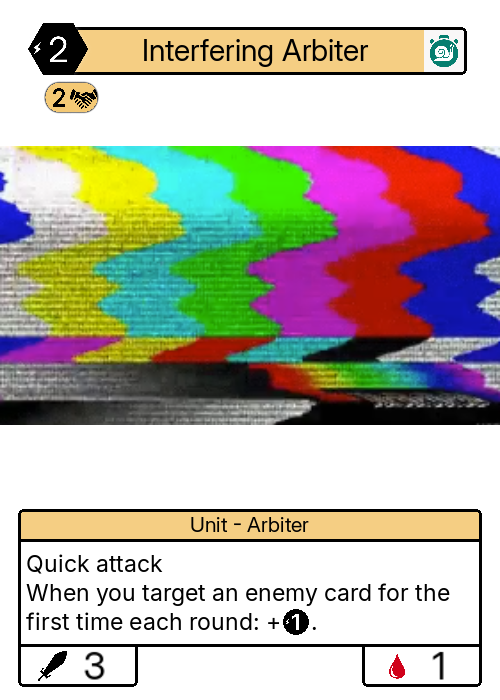 2
Interfering Arbiter
2
Unit - Arbiter
Quick attack
When you target an enemy card for the
first time each round: +1.
3
1